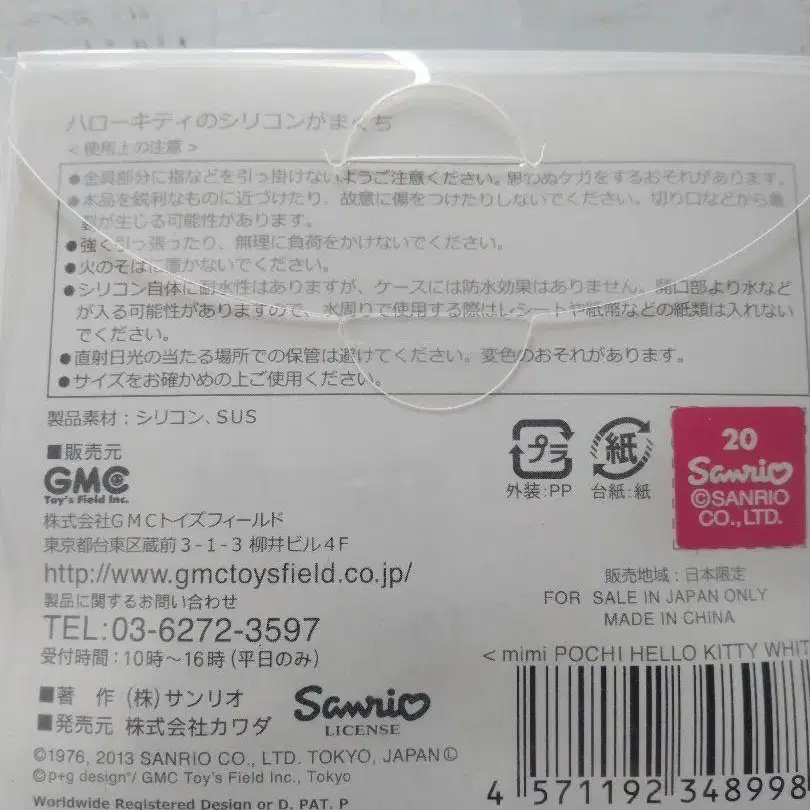 ハローキティのシリコンがまぐち
＜使用上の注意＞
●金具部分に指などを引っ掛けないようご注意ください。思わぬケガをするおそれがあります。
●本品を鋭利なものに近づけたり、故意に傷をつけたりしないでください。切り口などから亀
裂が生じる可能性があります。
●強く引っ張ったり、無理に負荷をかけないでください。
●火のそばに置かないでください。
●シリコン自体に耐水性はありますが、ケースには防水効果はありません。開口部より水など
が入る可能性がありますので、水周りで使用する際はレシートや紙幣などの紙類は入れない
でください。
●直射日光の当たる場所での保管は避けてください。変色のおそれがあります。
●サイズをお確かめの上ご使用ください。
製品素材：シリコン、SUS
■販売元
GMC
Toy's Field Inc.
株式会社GMCトイズフィールド
東京都台東区蔵前3-1-3 柳井ビル4F
http://www.gmctoysfield.co.jp/
製品に関するお問い合わせ
TEL:03-6272-3597
受付時間：10時～16時（平日のみ）
■著　作（株）サンリオ
■発売元 株式会社カワダ
Sanrio
LICENSE
©1976, 2013 SANRIO CO., LTD. TOKYO, JAPAN Ⓛ
©p+g design°/ GMC Toy's Field Inc., Tokyo
Worldwide Registered Design or D. PAT. P
プラ
外装：PP
紙
台紙：紙
20
Sanrio
©SANRIO
CO.,LTD.
販売地域：日本限定
FOR SALE IN JAPAN ONLY
MADE IN CHINA
<mimi POCHI HELLO KITTY WHIT
4 571192 348998